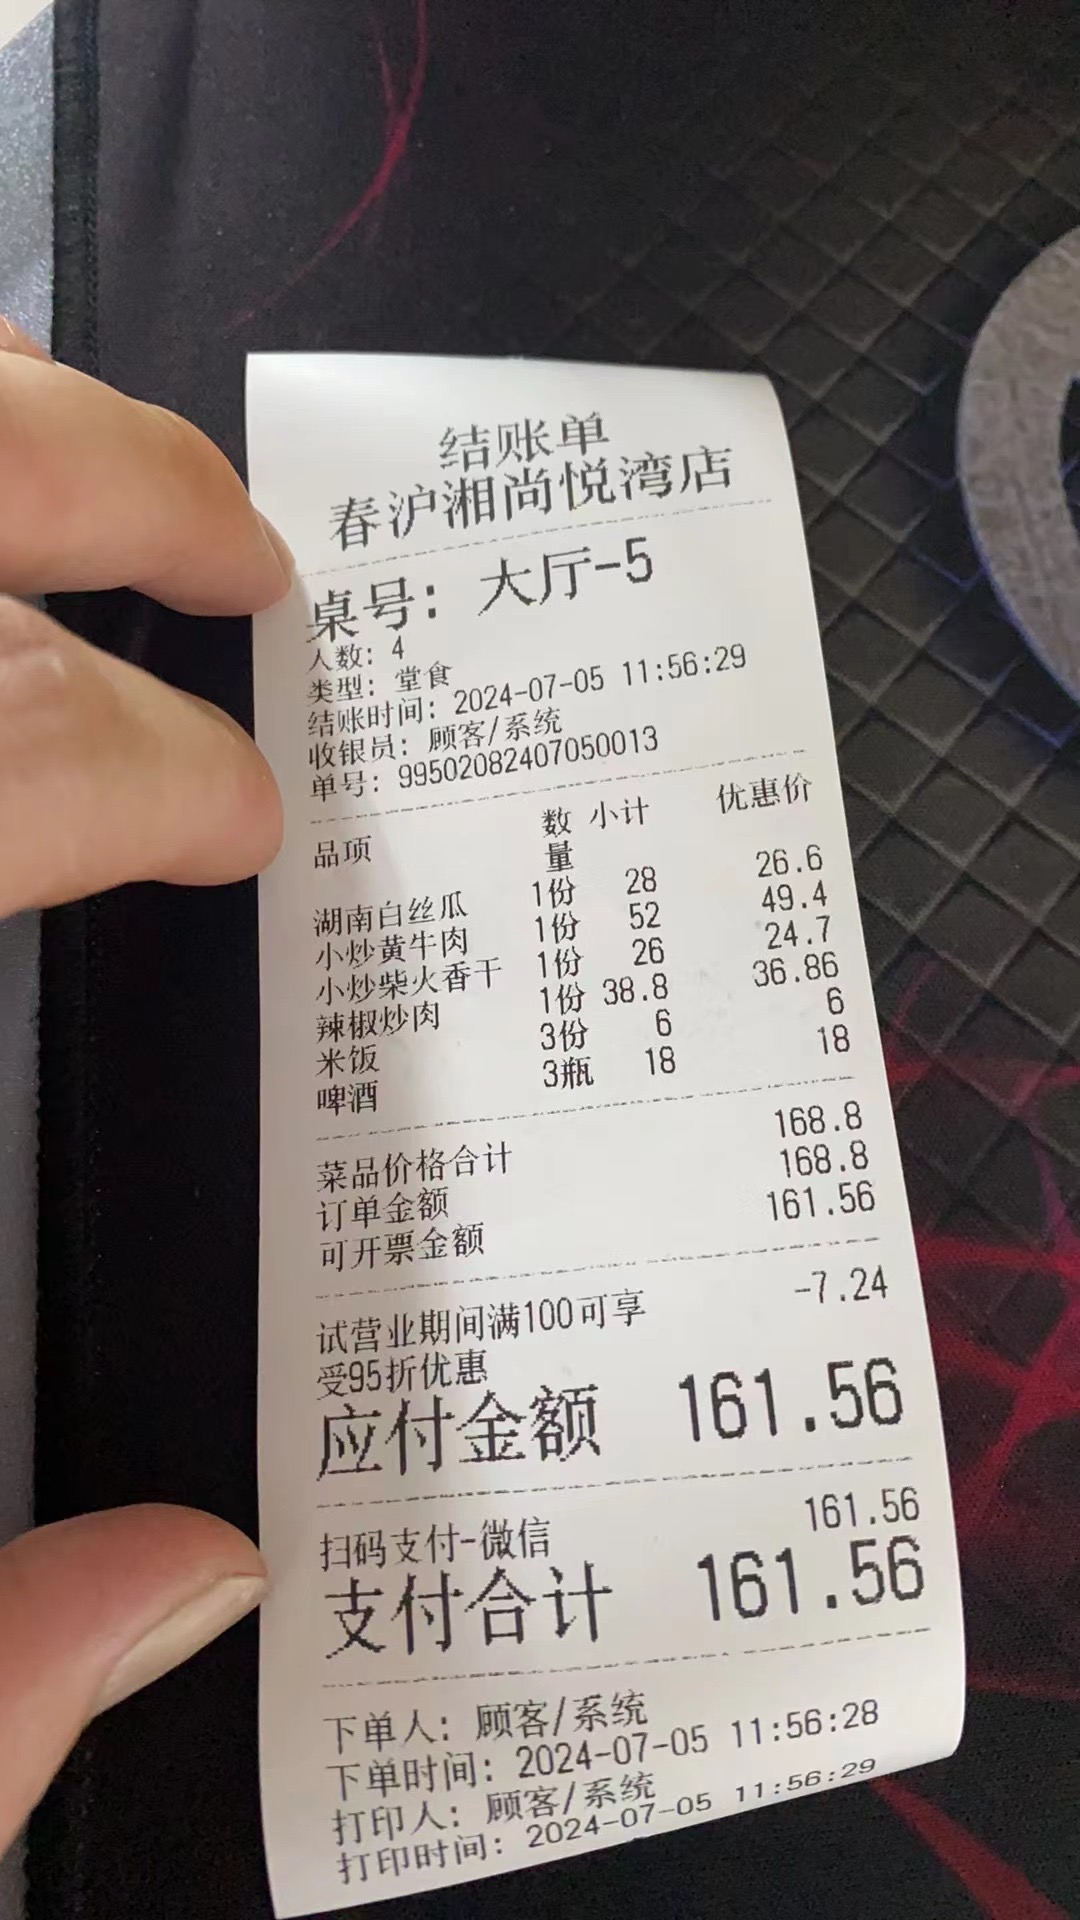 结账单
春沪湘尚悦湾店
桌号: 大厅-5
人数: 4
类型: 堂食
结账时间: 2024-07-05 11:56:29
收银员: 顾客/系统
单号: 99502082407050013
品项 数量 小计 优惠价
湖南白丝瓜 1份 28 26.6
小炒黄牛肉 1份 52 49.4
小炒柴火香干 1份 26 24.7
辣椒炒肉 1份 38.8 36.86
米饭 3份 6 6
啤酒 3瓶 18 18
菜品价格合计 168.8
订单金额 168.8
可开票金额 161.56
试营业期间满100可享 -7.24
受95折优惠
应付金额 161.56
扫码支付-微信 161.56
支付合计 161.56
下单人: 顾客/系统
下单时间: 2024-07-05 11:56:28
打印人: 顾客/系统
打印时间: 2024-07-05 11:56:29